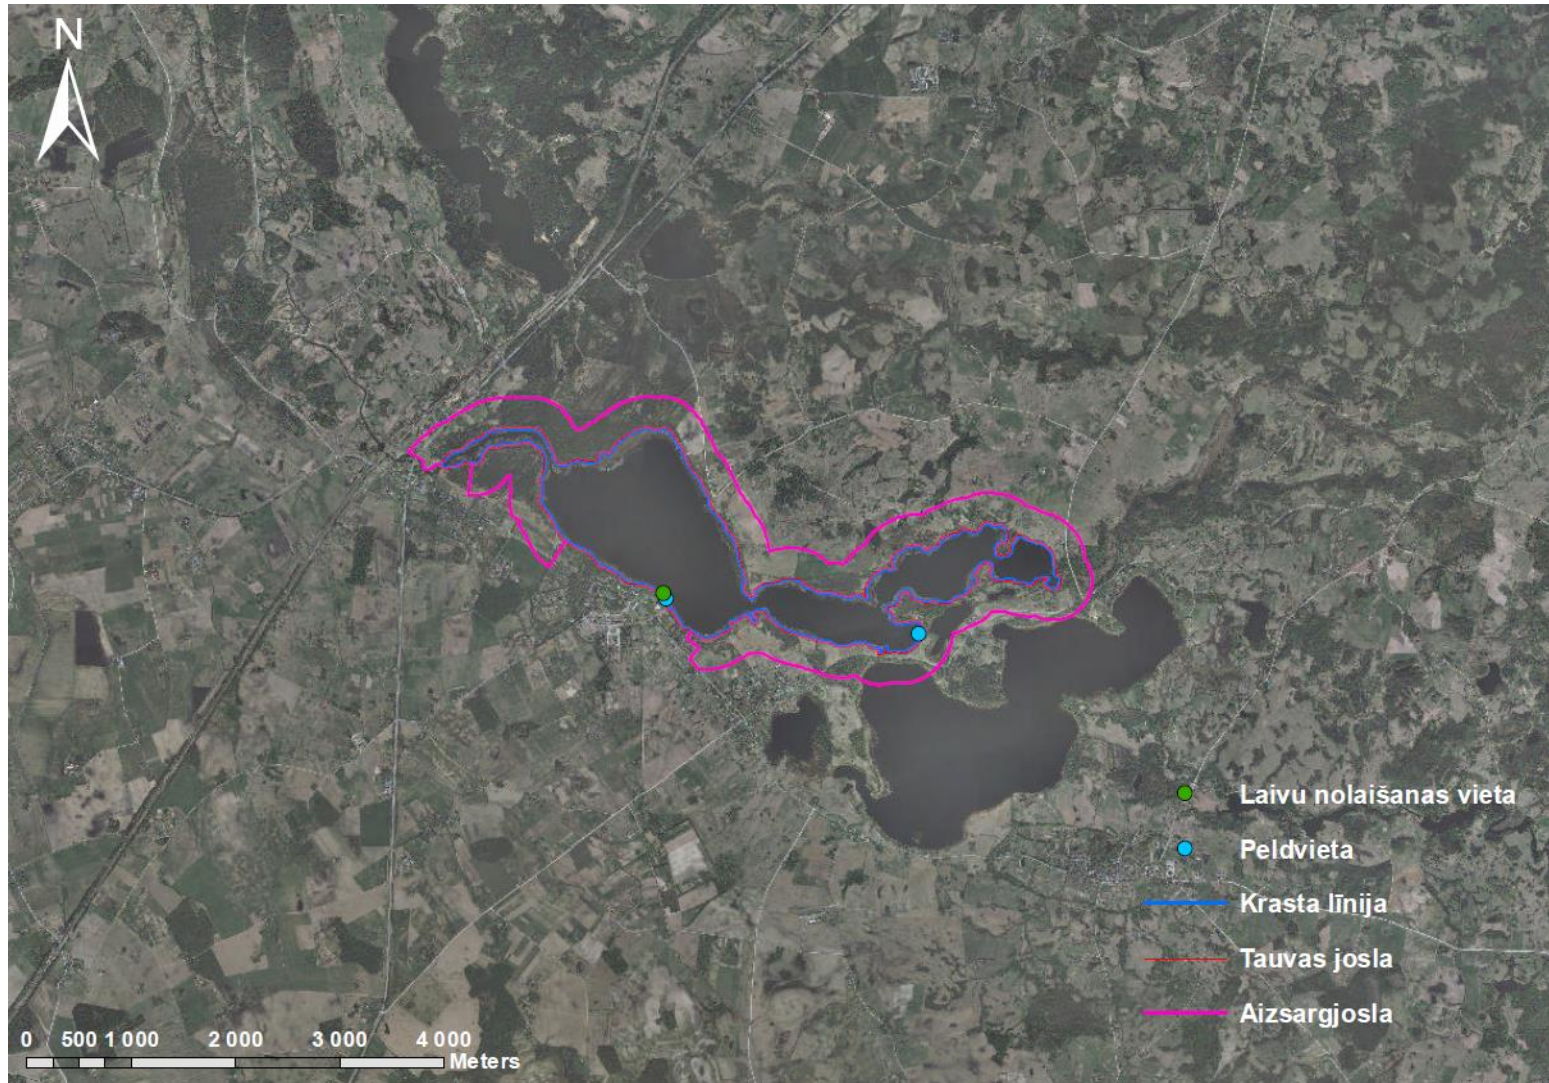 N
Laivu nolaišanas vieta
Peldvieta
Krasta līnija
Tauvas josla
Aizsargjosla
0 500 1 000 2 000 3 000 4 000
Meters